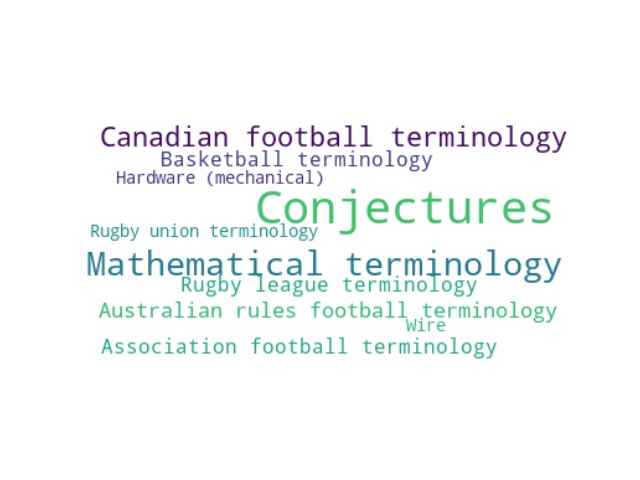 Canadian football terminology
Basketball terminology
Hardware (mechanical)
Conjectures
Rugby union terminology
Mathematical terminology
Rugby league terminology
Australian rules football terminology
Wire
Association football terminology